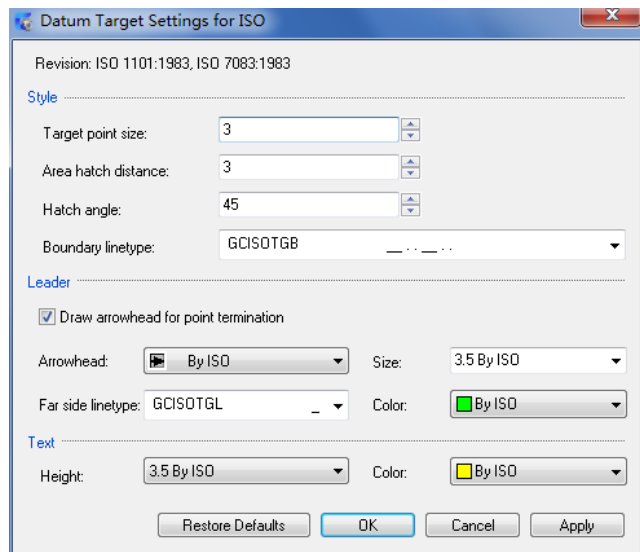 Datum Target Settings for ISO
Revision: ISO 1101:1983, ISO 7083:1983
Style
Target point size: 3
Area hatch distance: 3
Hatch angle: 45
Boundary linetype: GCISOTGB __ . . __ . .
Leader
Draw arrowhead for point termination
Arrowhead: By ISO Size: 3.5 By ISO
Far side linetype: GCISOTGL _ Color: By ISO
Text
Height: 3.5 By ISO Color: By ISO
Restore Defaults OK Cancel Apply